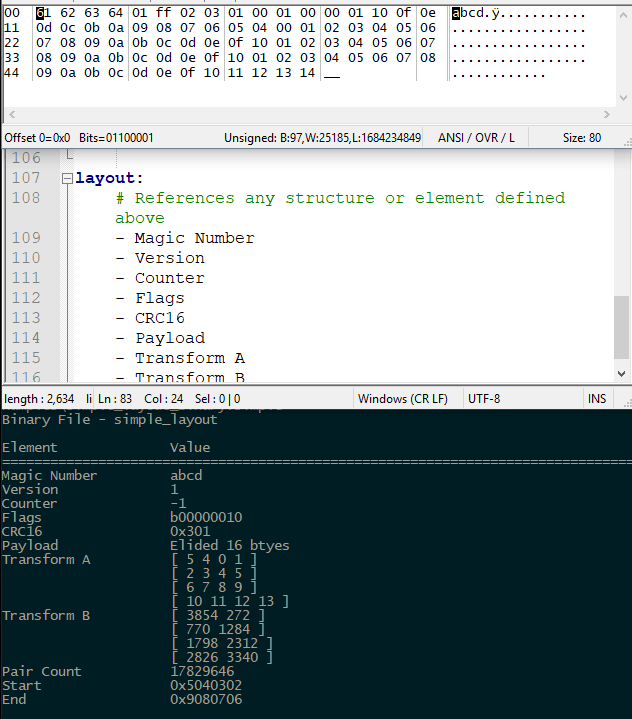 00 61 62 63 64 01 ff 02 03 01 00 01 00 00 01 10 0f 0e abcd.ÿ...........
11 0d 0c 0b 0a 09 08 07 06 05 04 00 01 02 03 04 05 06 .................
22 07 08 09 0a 0b 0c 0d 0e 0f 10 01 02 03 04 05 06 07 .................
33 08 09 0a 0b 0c 0d 0e 0f 10 01 02 03 04 05 06 07 08 .................
44 09 0a 0b 0c 0d 0e 0f 10 11 12 13 14 __ ............
Offset 0=0x0 Bits=01100001 Unsigned: B:97,W:25185,L:1684234849 ANSI / OVR / L Size: 80
106
107 layout:
108 # References any structure or element defined
above
109 - Magic Number
110 - Version
111 - Counter
112 - Flags
113 - CRC16
114 - Payload
115 - Transform A
116 - Transform B
length : 2,634 li Ln : 83 Col : 24 Sel : 0 | 0 Windows (CR LF) UTF-8 INS
Binary File - simple_layout
Element Value
Magic Number abcd
Version 1
Counter -1
Flags b00000010
CRC16 0x301
Payload Elided 16 btyes
Transform A [ 5 4 0 1 ]
[ 2 3 4 5 ]
[ 6 7 8 9 ]
[ 10 11 12 13 ]
Transform B [ 3854 272 ]
[ 770 1284 ]
[ 1798 2312 ]
[ 2826 3340 ]
Pair Count 17829646
Start 0x5040302
End 0x9080706